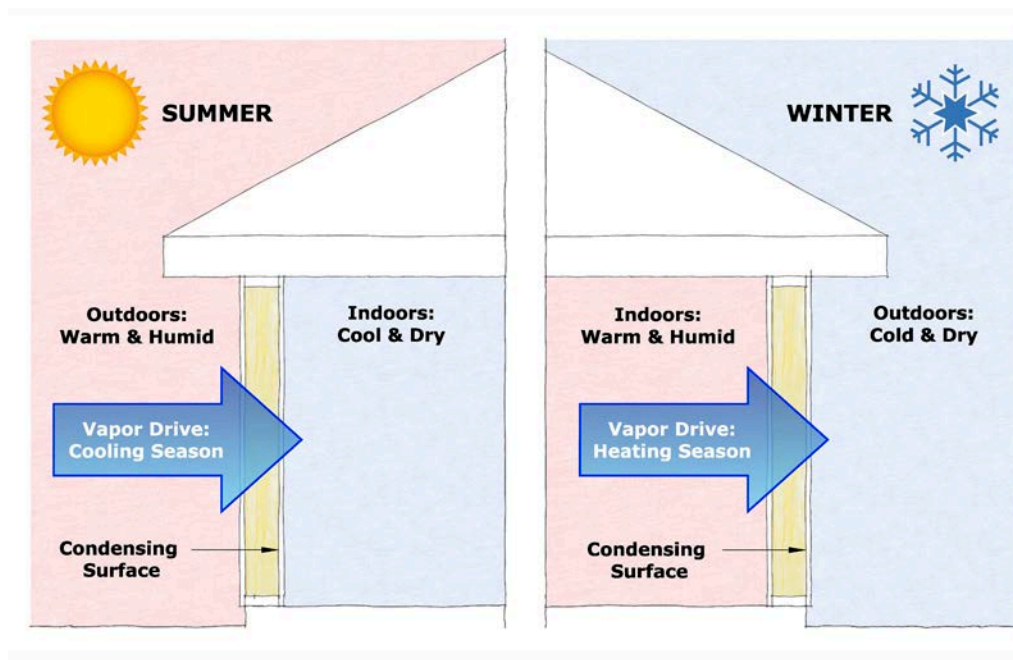 SUMMER
Outdoors:
Warm & Humid
Indoors:
Cool & Dry
Vapor Drive:
Cooling Season
Condensing
Surface
WINTER
Indoors:
Warm & Humid
Outdoors:
Cold & Dry
Vapor Drive:
Heating Season
Condensing
Surface